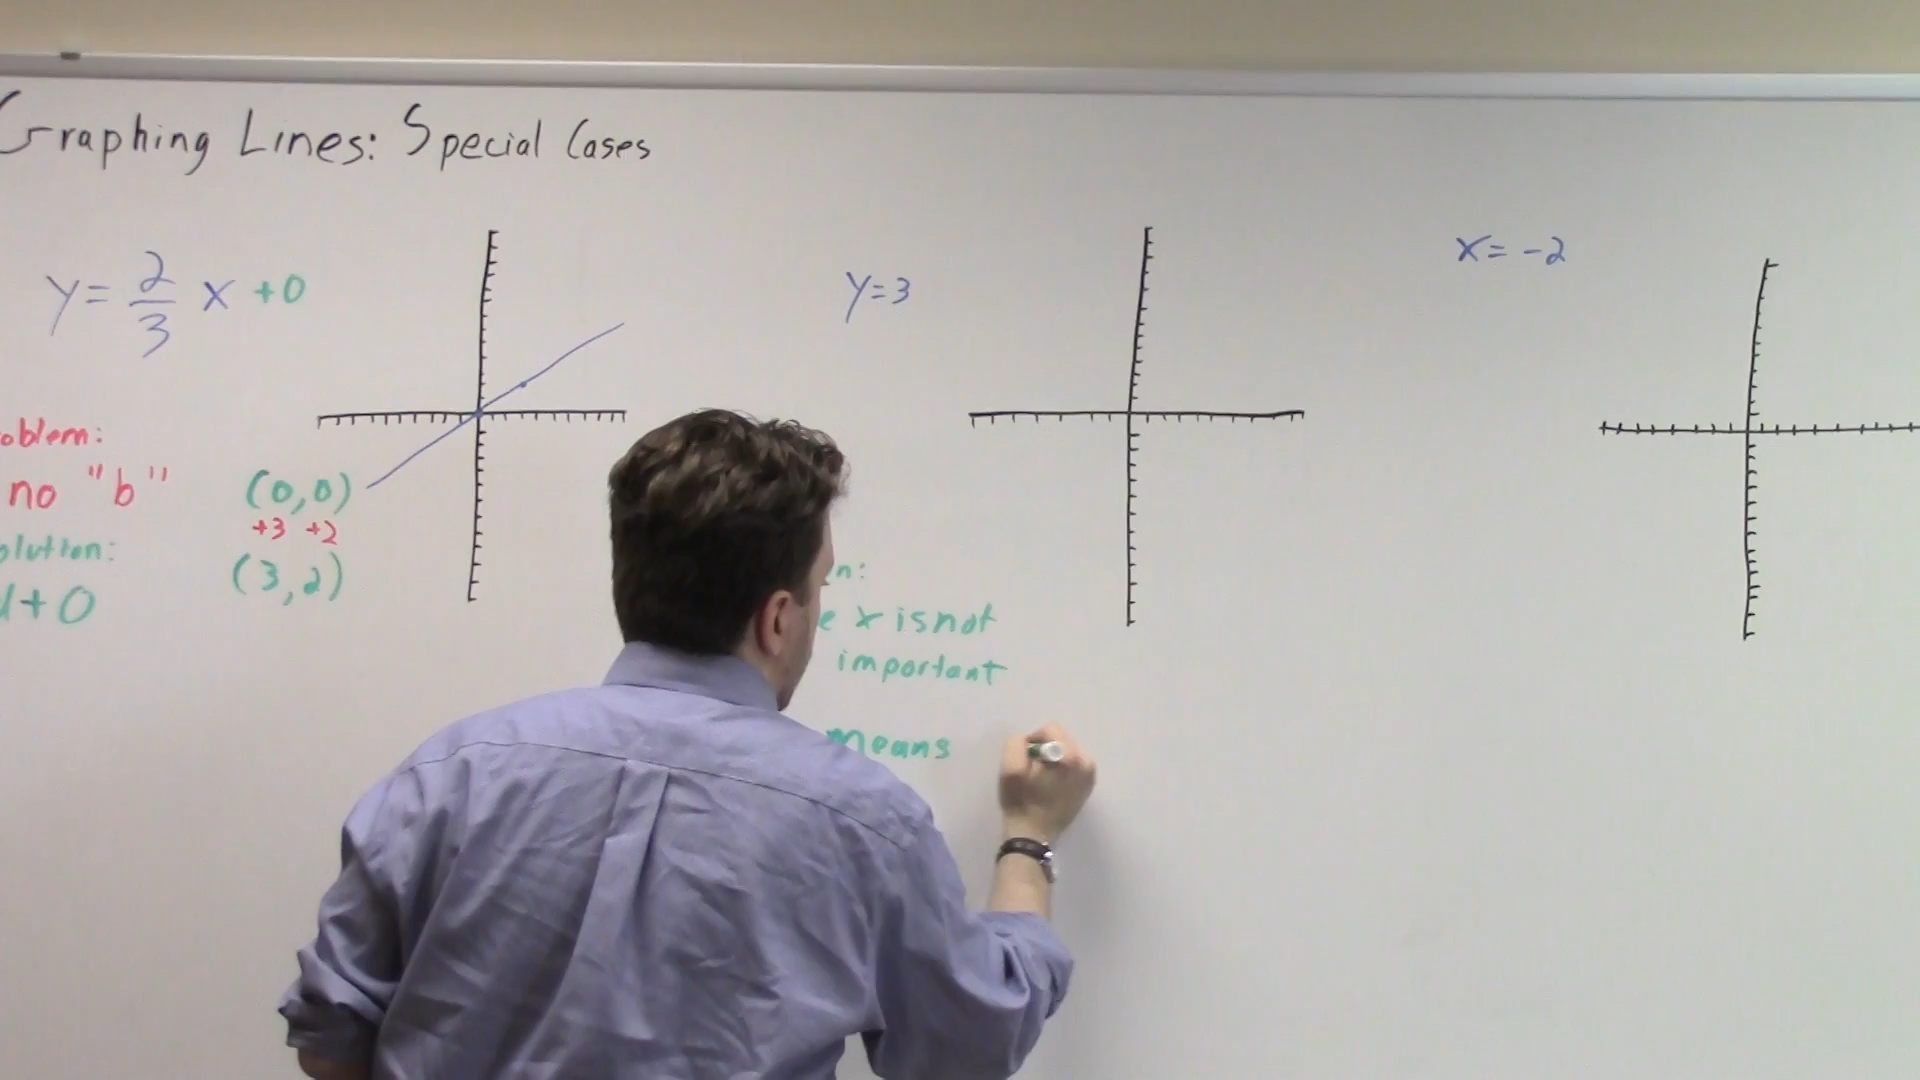 Graphing Lines: Special Cases
y = 2/3 x + 0
oblem:
no "b"
olution:
+ 0
(0,0)
+3 +2
(3,2)
y = 3
n:
e x is not
important
means
x = -2